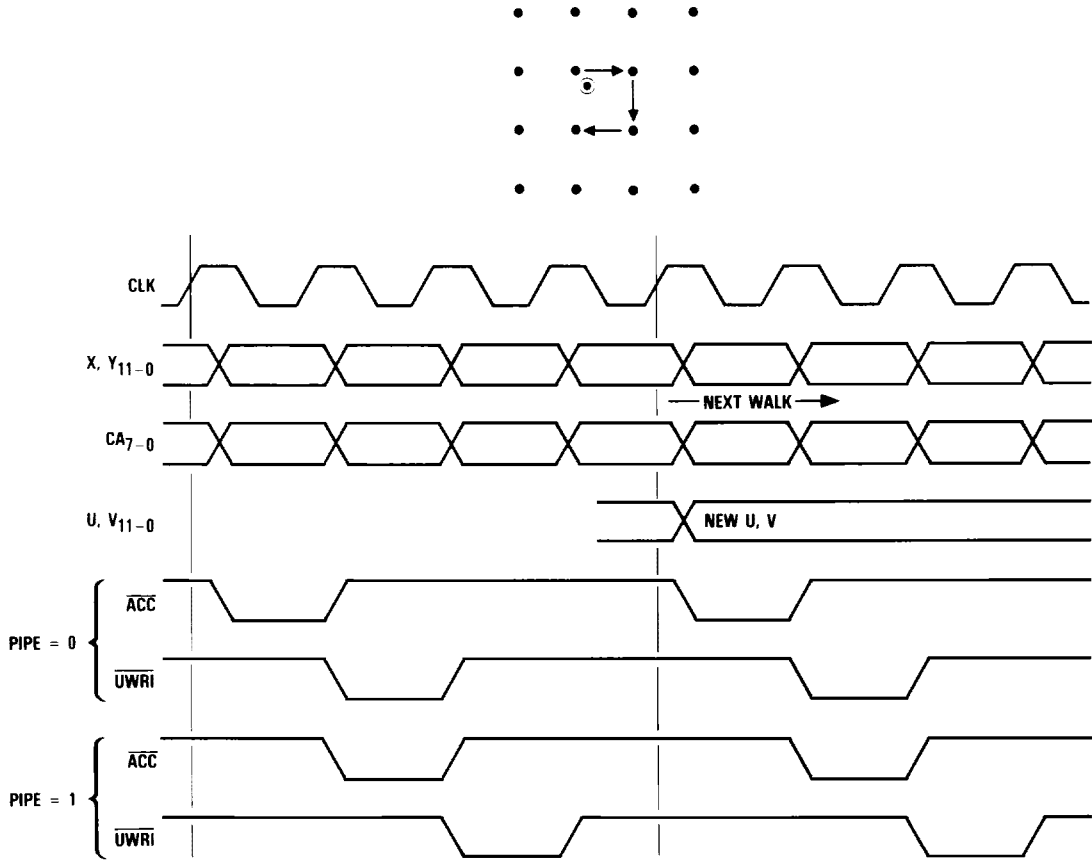 CLK
X, Y11–0
NEXT WALK
CA7–0
U, V11–0
NEW U, V
ACC
PIPE = 0
UWRI
ACC
PIPE = 1
UWRI